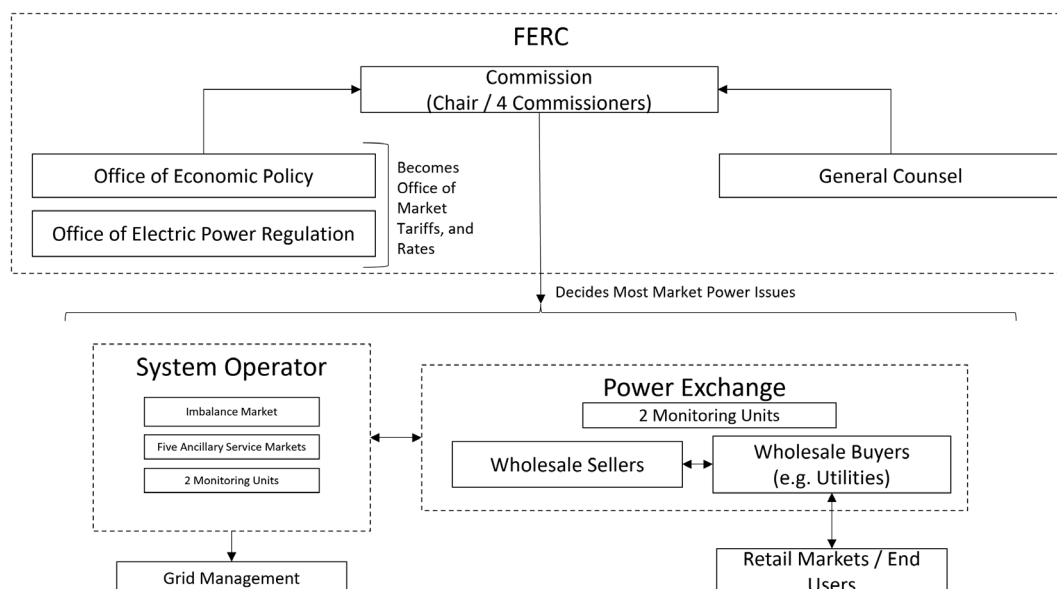 FERC
Commission
(Chair / 4 Commissioners)
Office of Economic Policy
Office of Electric Power Regulation
Becomes
Office of
Market
Tariffs, and
Rates
General Counsel
Decides Most Market Power Issues
System Operator
Imbalance Market
Five Ancillary Service Markets
2 Monitoring Units
Power Exchange
2 Monitoring Units
Wholesale Sellers
Wholesale Buyers
(e.g. Utilities)
Grid Management
Retail Markets / End
Users